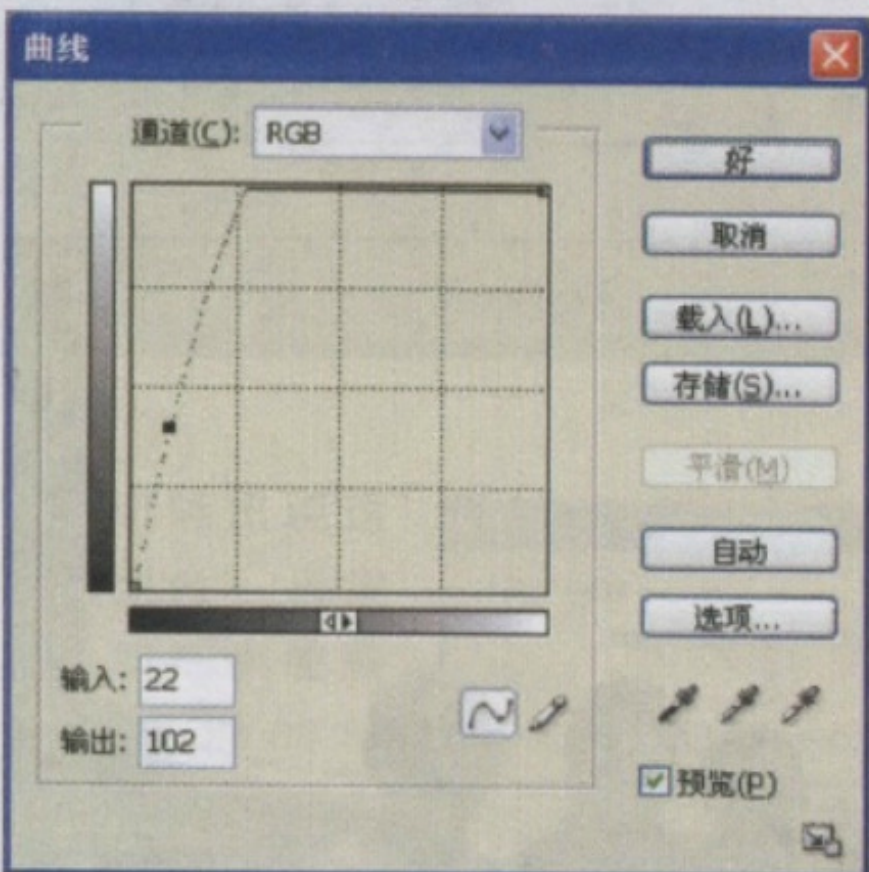 曲线
通道(C): RGB
好
取消
载入(L)...
存储(S)...
平滑(M)
自动
选项...
输入: 22
输出: 102
预览(P)